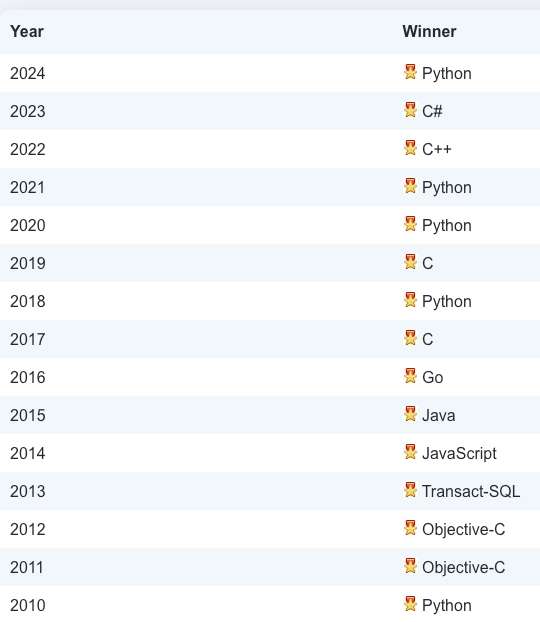 Year Winner
2024 Python
2023 C#
2022 C++
2021 Python
2020 Python
2019 C
2018 Python
2017 C
2016 Go
2015 Java
2014 JavaScript
2013 Transact-SQL
2012 Objective-C
2011 Objective-C
2010 Python